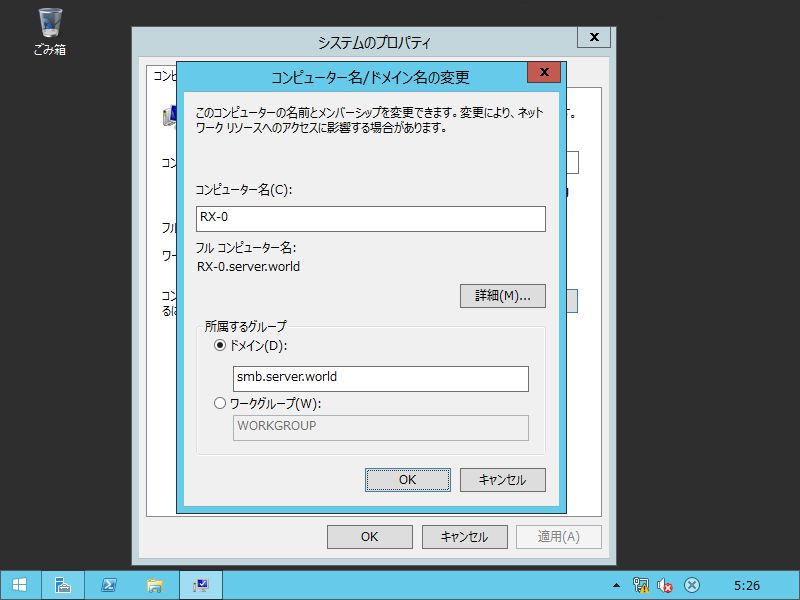 ごみ箱
システムのプロパティ
コンピューター名/ドメイン名の変更
このコンピューターの名前とメンバーシップを変更できます。変更により、ネット
ワーク リソースへのアクセスに影響する場合があります。
コンピューター名(C):
RX-0
フル コンピューター名:
RX-0.server.world
詳細(M)...
所属するグループ
ドメイン(D):
smb.server.world
ワークグループ(W):
WORKGROUP
OK
キャンセル
OK
キャンセル
適用(A)
5:26